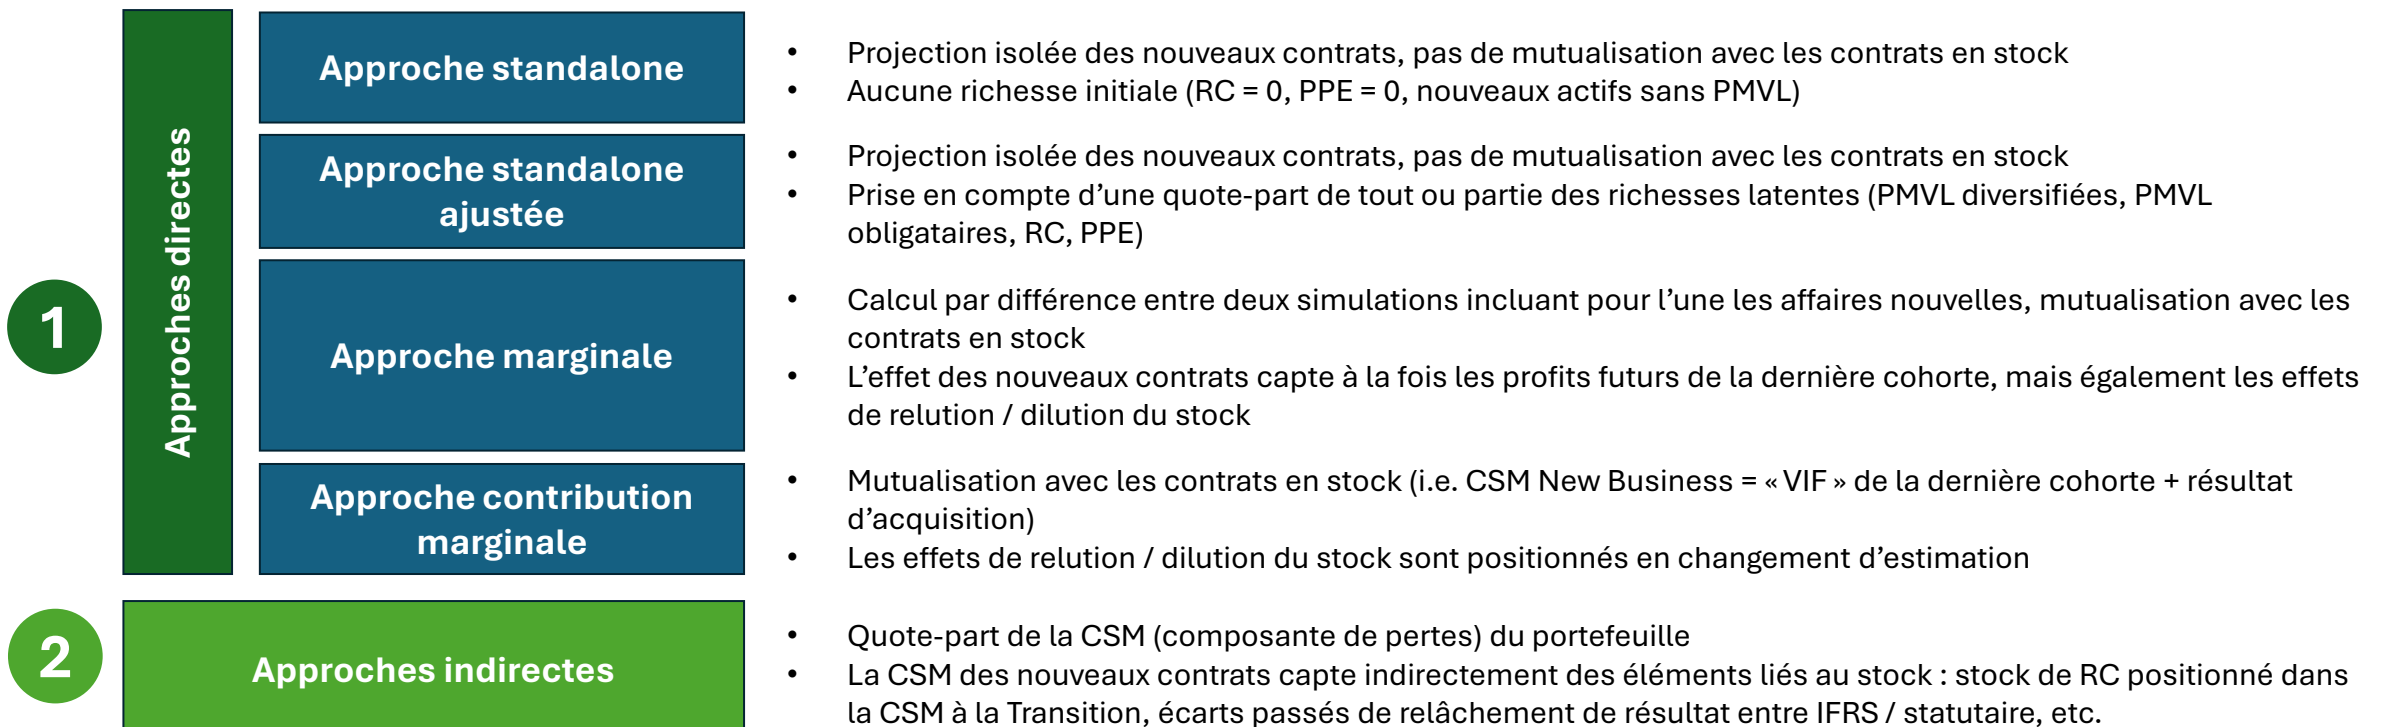 1
Approches directes
Approche standalone
• Projection isolée des nouveaux contrats, pas de mutualisation avec les contrats en stock
• Aucune richesse initiale (RC = 0, PPE = 0, nouveaux actifs sans PMVL)
Approche standalone
ajustée
• Projection isolée des nouveaux contrats, pas de mutualisation avec les contrats en stock
• Prise en compte d’une quote-part de tout ou partie des richesses latentes (PMVL diversifiées, PMVL
obligataires, RC, PPE)
Approche marginale
• Calcul par différence entre deux simulations incluant pour l’une les affaires nouvelles, mutualisation avec les
contrats en stock
• L’effet des nouveaux contrats capte à la fois les profits futurs de la dernière cohorte, mais également les effets
de relution / dilution du stock
Approche contribution
marginale
• Mutualisation avec les contrats en stock (i.e. CSM New Business = « VIF » de la dernière cohorte + résultat
d’acquisition)
• Les effets de relution / dilution du stock sont positionnés en changement d’estimation
2
Approches indirectes
• Quote-part de la CSM (composante de pertes) du portefeuille
• La CSM des nouveaux contrats capte indirectement des éléments liés au stock : stock de RC positionné dans
la CSM à la Transition, écarts passés de relâchement de résultat entre IFRS / statutaire, etc.